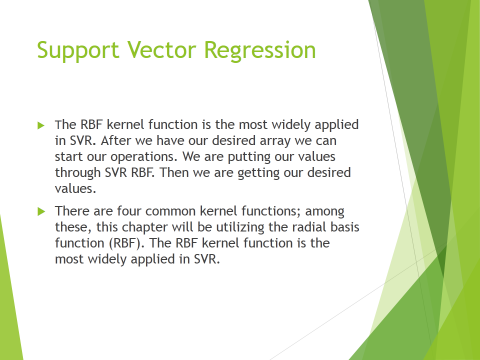 Support Vector Regression
The RBF kernel function is the most widely applied
in SVR. After we have our desired array we can
start our operations. We are putting our values
through SVR RBF. Then we are getting our desired
values.
There are four common kernel functions; among
these, this chapter will be utilizing the radial basis
function (RBF). The RBF kernel function is the
most widely applied in SVR.